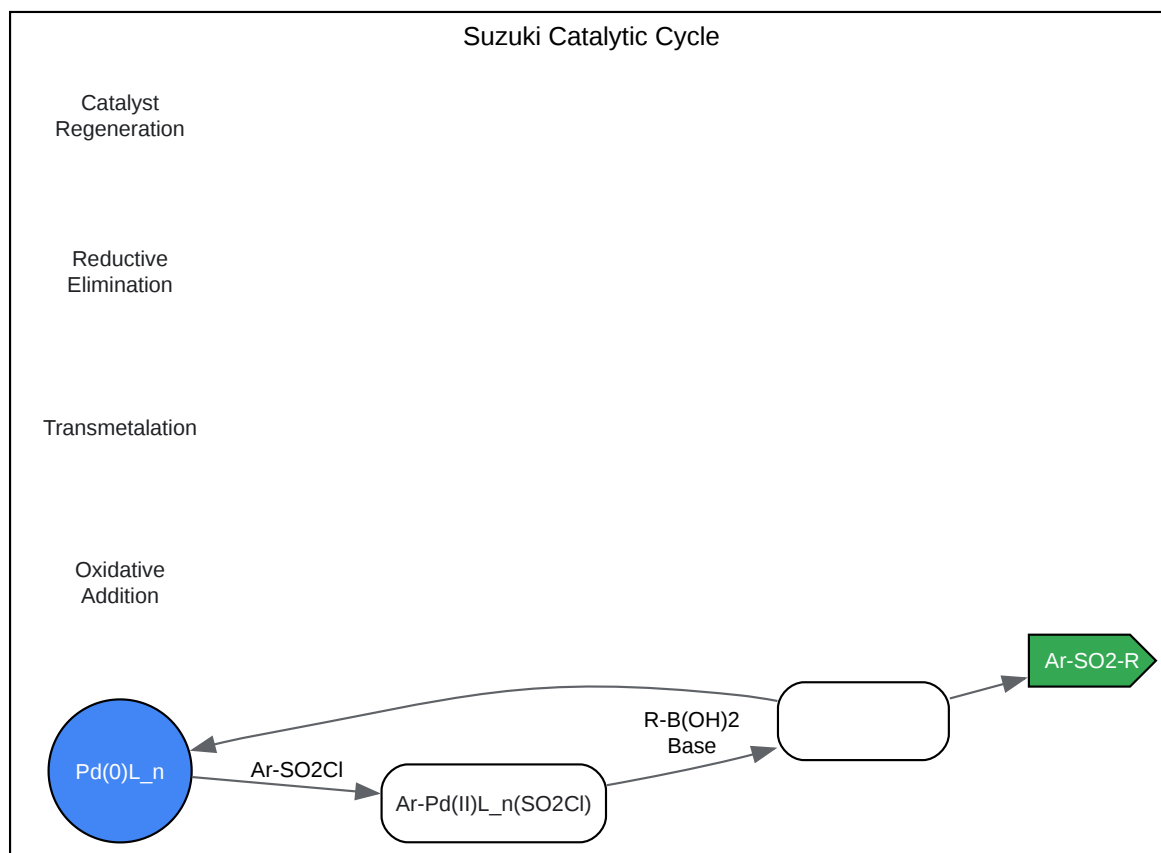 Suzuki Catalytic Cycle
Catalyst
Regeneration
Reductive
Elimination
Transmetalation
Oxidative
Addition
Ar-SO2-R
R-B(OH)2
Base
Pd(0)L_n
Ar-SO2Cl
Ar-Pd(II)L_n(SO2Cl)